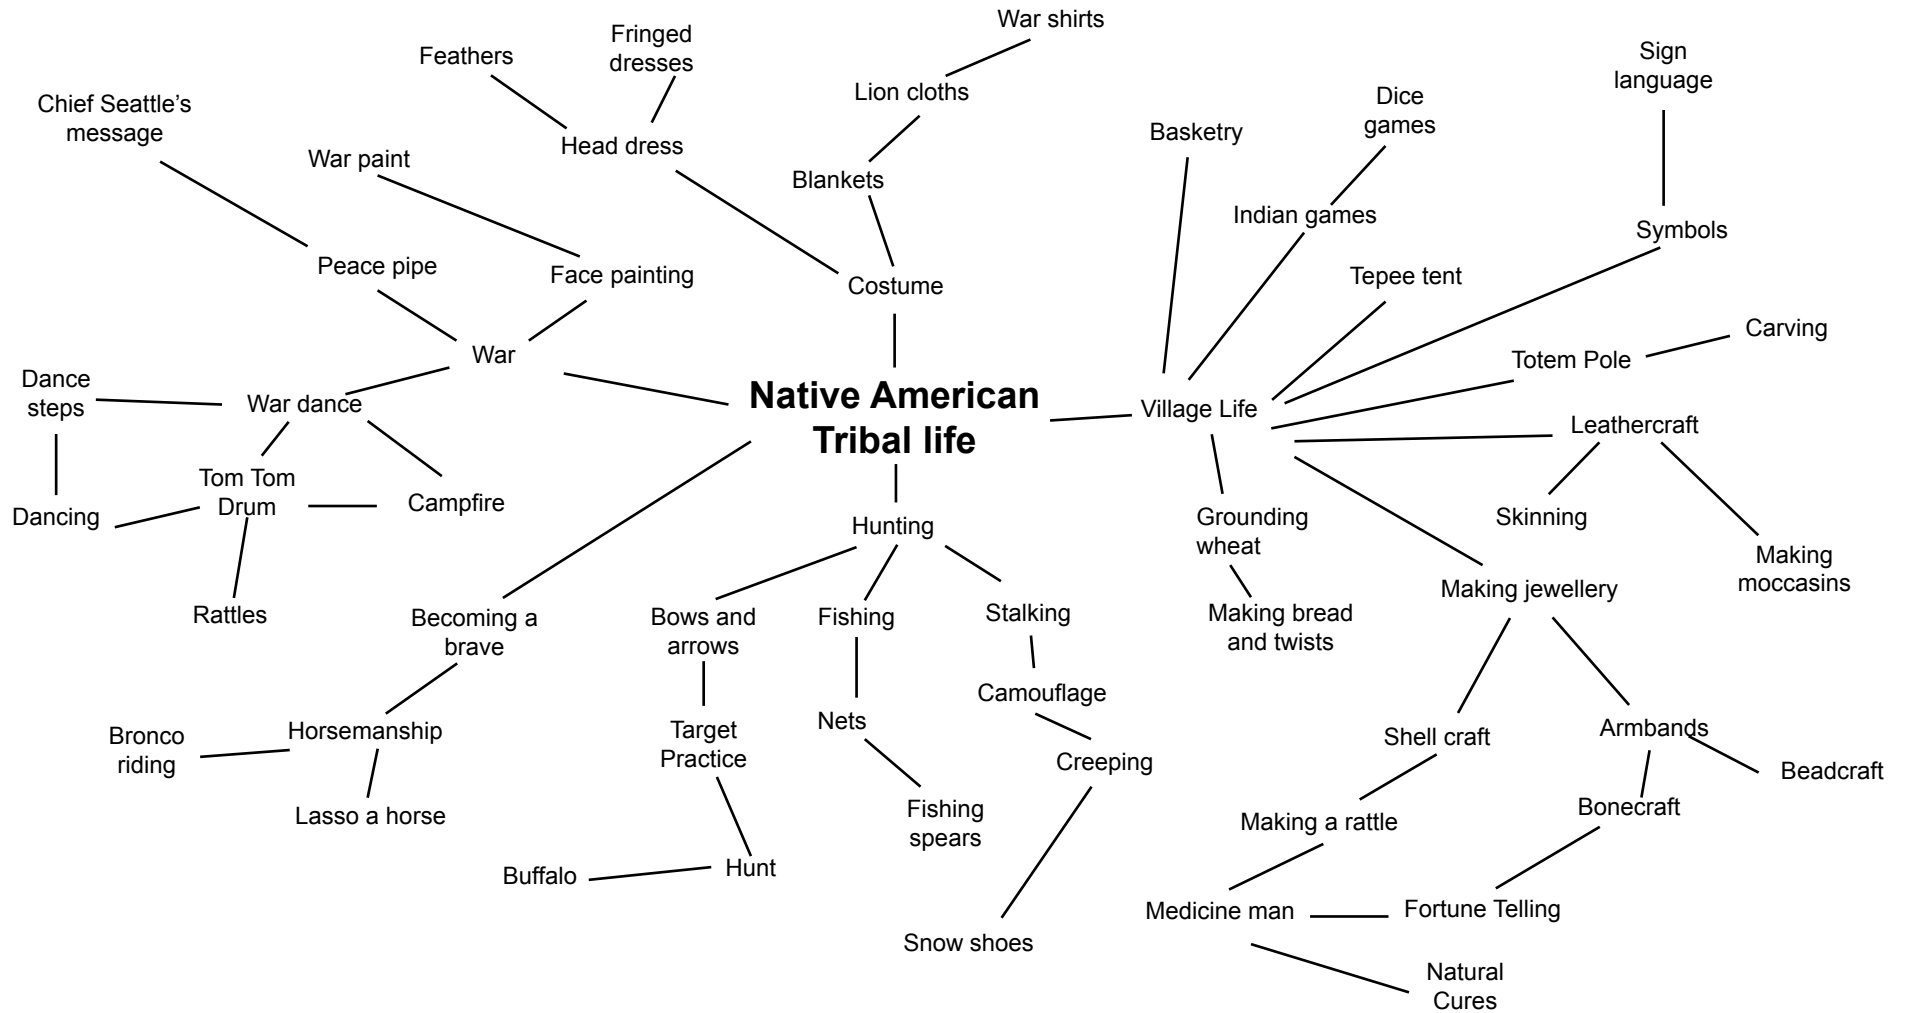 War shirts
Fringed
dresses
Feathers
Sign
language
Lion cloths
Dice
games
Chief Seattle’s
message
Basketry
Head dress
War paint
Blankets
Indian games
Symbols
Peace pipe
Face painting
Tepee tent
Costume
Carving
War
Totem Pole
Dance
steps
War dance
Native American
Tribal life
Village Life
Leathercraft
Tom Tom
Drum
Campfire
Dancing
Hunting
Grounding
wheat
Skinning
Making
moccasins
Making jewellery
Rattles
Becoming a
brave
Bows and
arrows
Fishing
Stalking
Making bread
and twists
Camouflage
Horsemanship
Bronco
riding
Target
Practice
Nets
Shell craft
Armbands
Creeping
Beadcraft
Lasso a horse
Fishing
spears
Making a rattle
Bonecraft
Buffalo
Hunt
Medicine man
Fortune Telling
Snow shoes
Natural
Cures